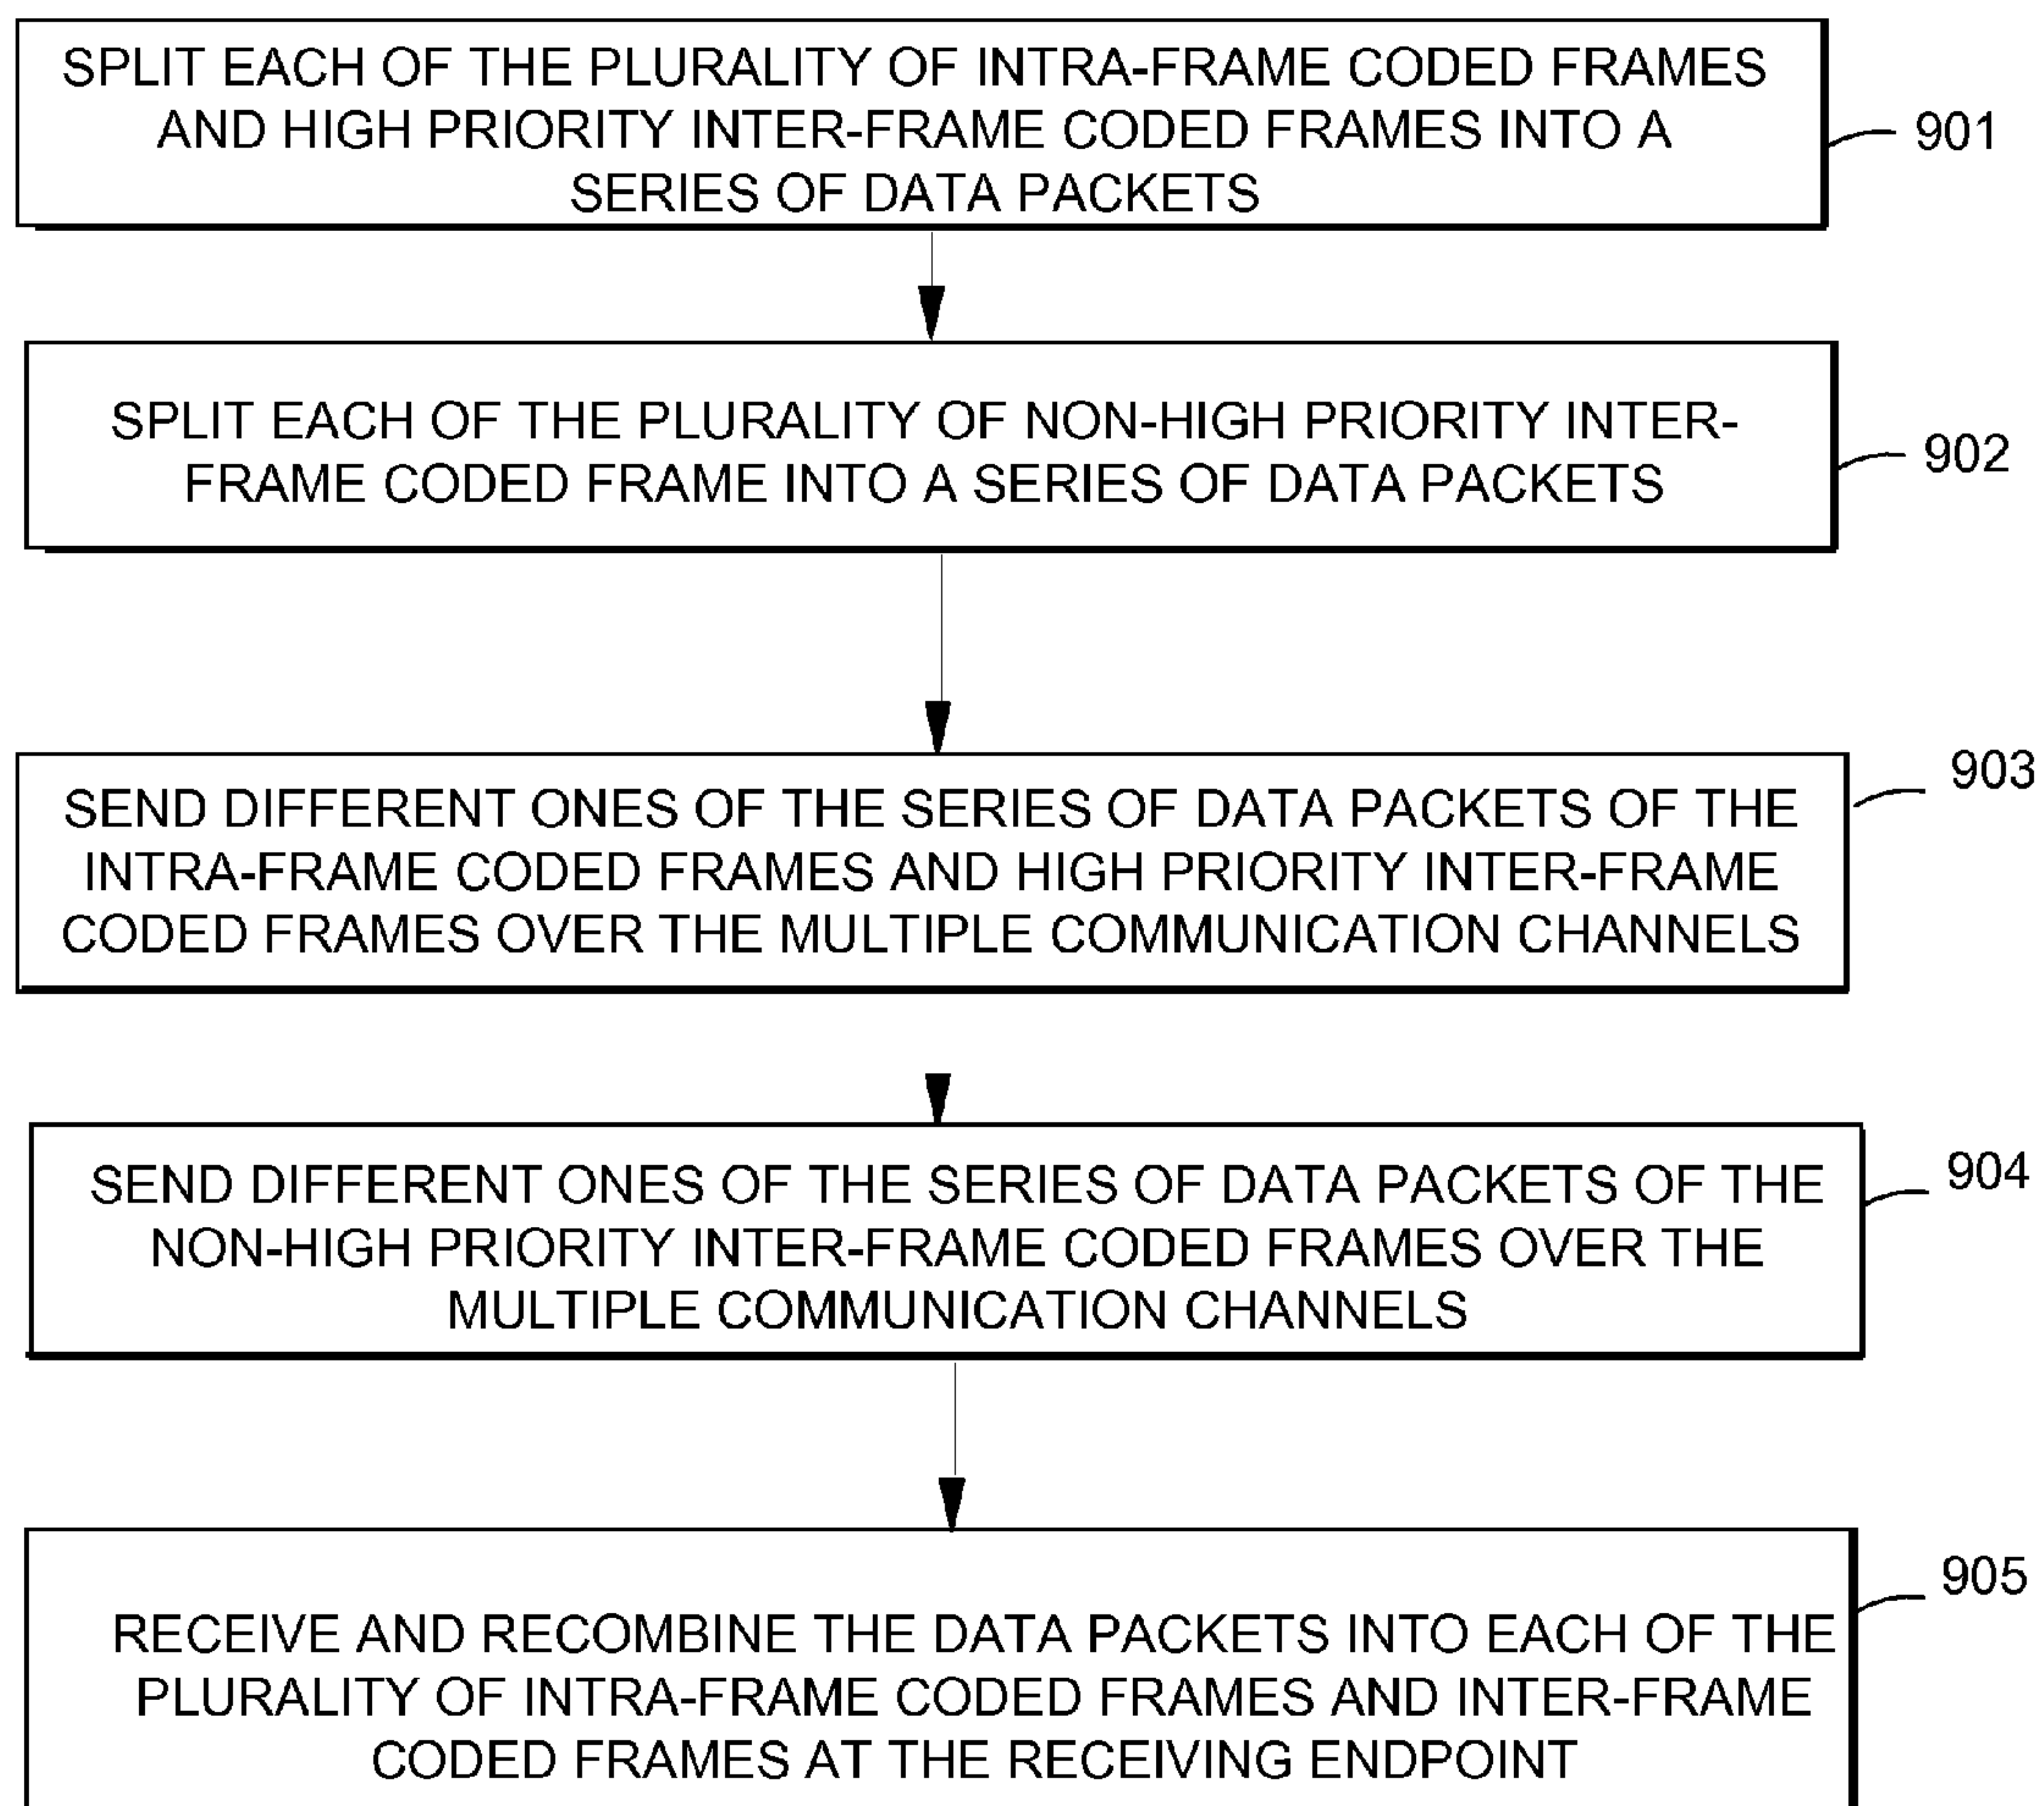 SPLIT EACH OF THE PLURALITY OF INTRA-FRAME CODED FRAMES
AND HIGH PRIORITY INTER-FRAME CODED FRAMES INTO A
SERIES OF DATA PACKETS
901
SPLIT EACH OF THE PLURALITY OF NON-HIGH PRIORITY INTER-
FRAME CODED FRAME INTO A SERIES OF DATA PACKETS
902
SEND DIFFERENT ONES OF THE SERIES OF DATA PACKETS OF THE
INTRA-FRAME CODED FRAMES AND HIGH PRIORITY INTER-FRAME
CODED FRAMES OVER THE MULTIPLE COMMUNICATION CHANNELS
903
SEND DIFFERENT ONES OF THE SERIES OF DATA PACKETS OF THE
NON-HIGH PRIORITY INTER-FRAME CODED FRAMES OVER THE
MULTIPLE COMMUNICATION CHANNELS
904
RECEIVE AND RECOMBINE THE DATA PACKETS INTO EACH OF THE
PLURALITY OF INTRA-FRAME CODED FRAMES AND INTER-FRAME
CODED FRAMES AT THE RECEIVING ENDPOINT
905